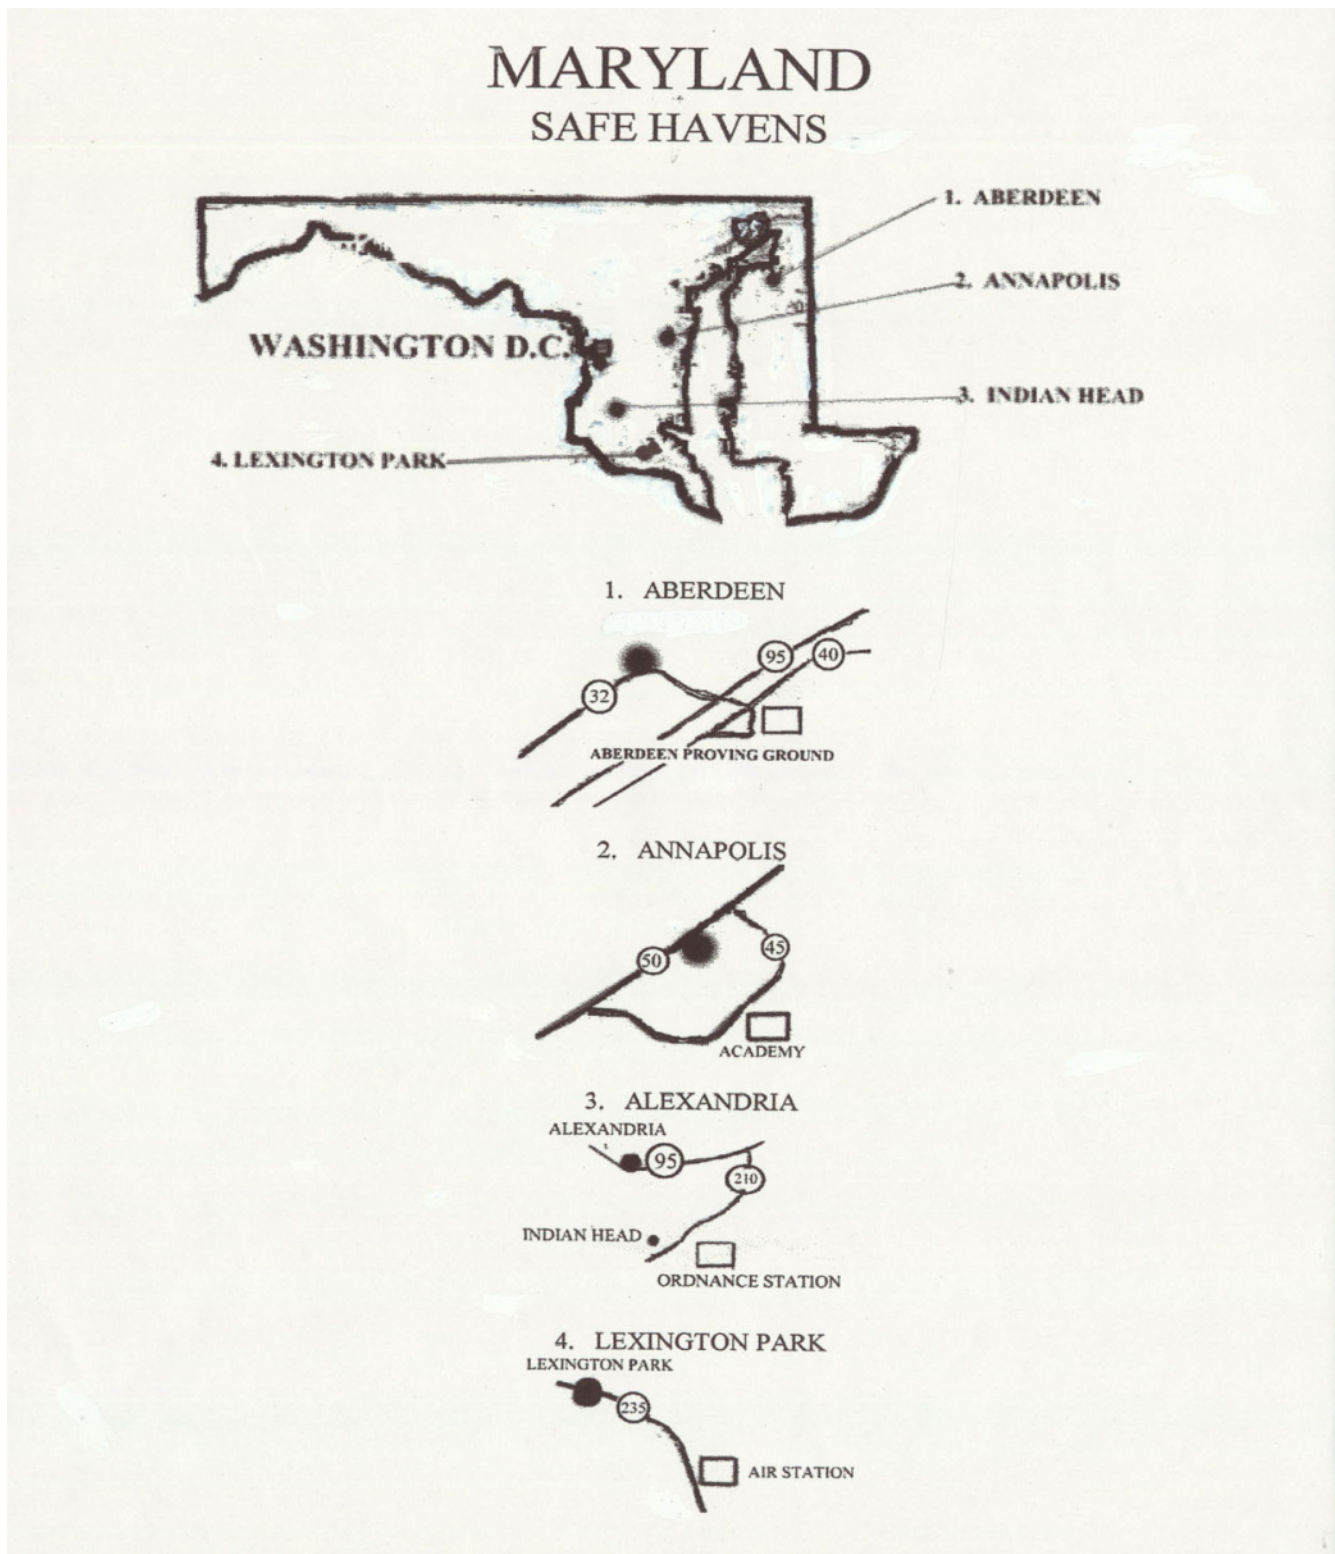 MARYLAND
SAFE HAVENS
1. ABERDEEN
2. ANNAPOLIS
WASHINGTON D.C.
3. INDIAN HEAD
4. LEXINGTON PARK
1. ABERDEEN
95
40
32
ABERDEEN PROVING GROUND
2. ANNAPOLIS
50
45
ACADEMY
3. ALEXANDRIA
ALEXANDRIA
95
210
INDIAN HEAD
ORDNANCE STATION
4. LEXINGTON PARK
LEXINGTON PARK
235
AIR STATION